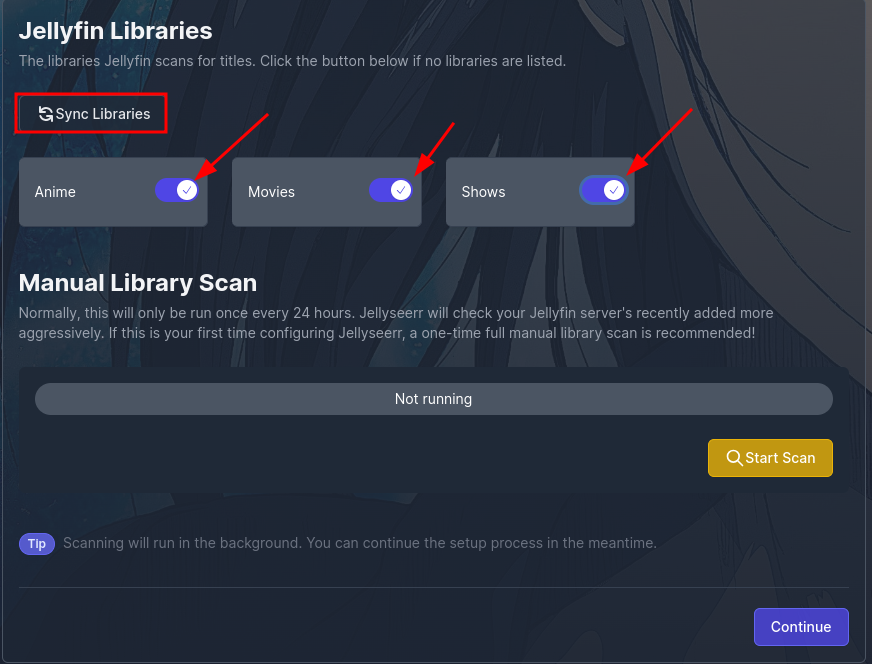 Jellyfin Libraries
The libraries Jellyfin scans for titles. Click the button below if no libraries are listed.
Sync Libraries
Anime
Movies
Shows
Manual Library Scan
Normally, this will only be run once every 24 hours. Jellyseerr will check your Jellyfin server's recently added more
aggressively. If this is your first time configuring Jellyseerr, a one-time full manual library scan is recommended!
Not running
Start Scan
Tip Scanning will run in the background. You can continue the setup process in the meantime.
Continue